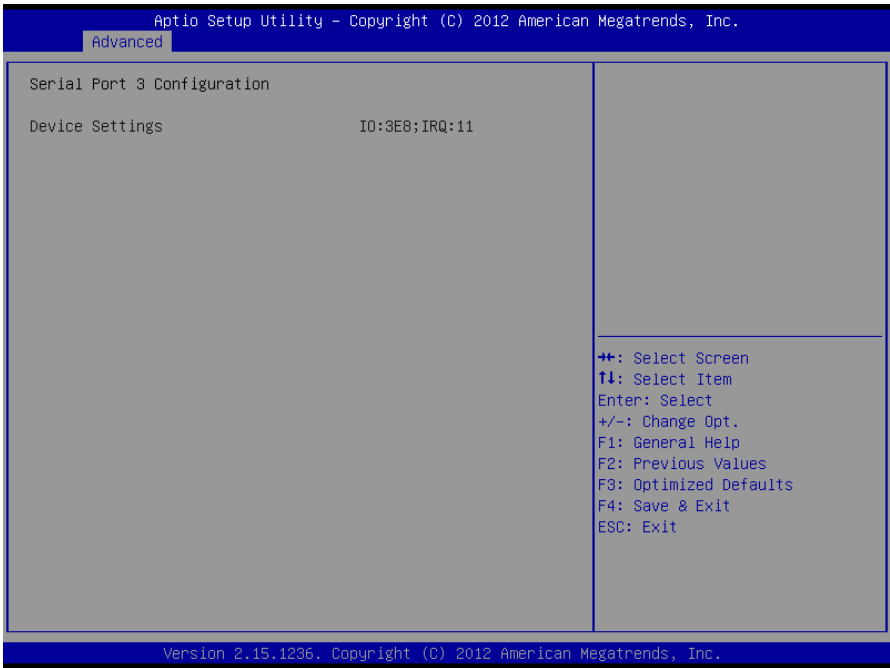 Aptio Setup Utility – Copyright (C) 2012 American Megatrends, Inc.
Advanced
Serial Port 3 Configuration
Device Settings IO:3E8;IRQ:11
→←: Select Screen
↑↓: Select Item
Enter: Select
+/-: Change Opt.
F1: General Help
F2: Previous Values
F3: Optimized Defaults
F4: Save & Exit
ESC: Exit
Version 2.15.1236. Copyright (C) 2012 American Megatrends, Inc.